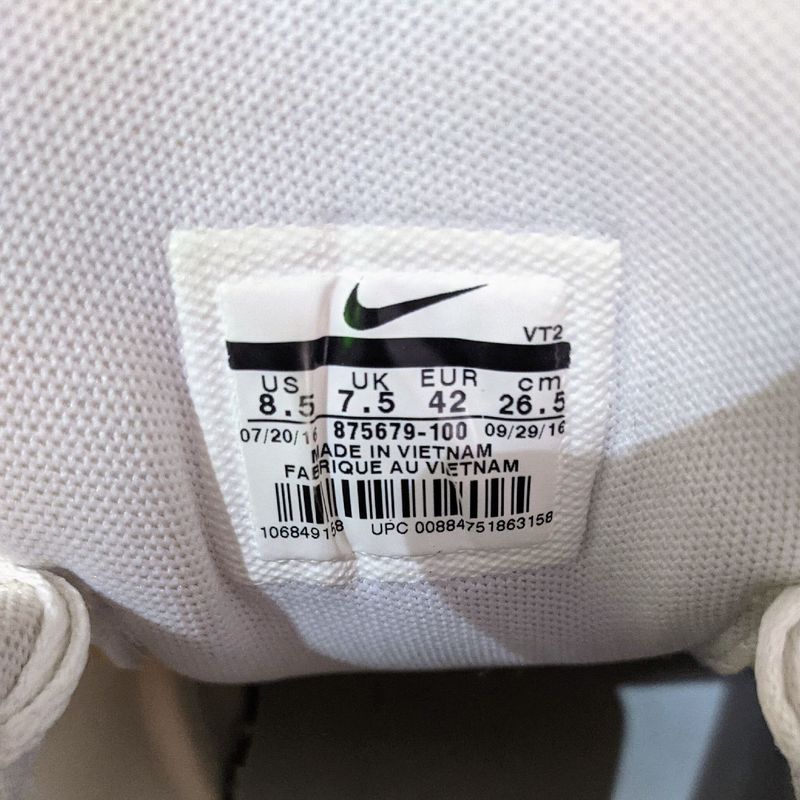 VT2
US UK EUR cm
8.5 7.5 42 26.5
07/20/16 875679-100 09/29/16
MADE IN VIETNAM
FABRIQUE AU VIETNAM
106849158 UPC 00884751863158